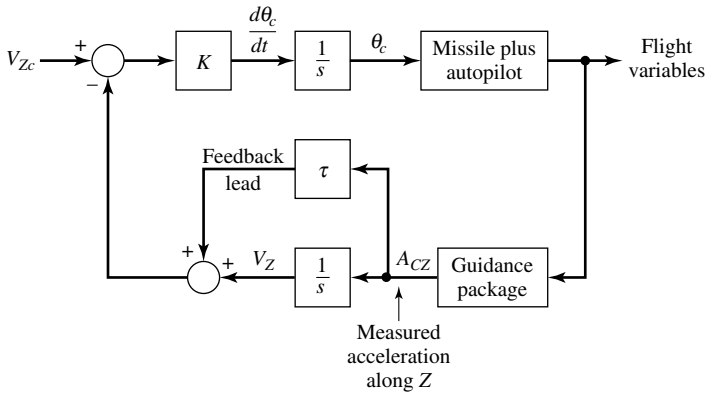 V_Zc
+
−
K
dθ_c
dt
1
s
θ_c
Missile plus
autopilot
Flight
variables
Feedback
lead
τ
+
+
V_Z
1
s
A_CZ
Guidance
package
Measured
acceleration
along Z